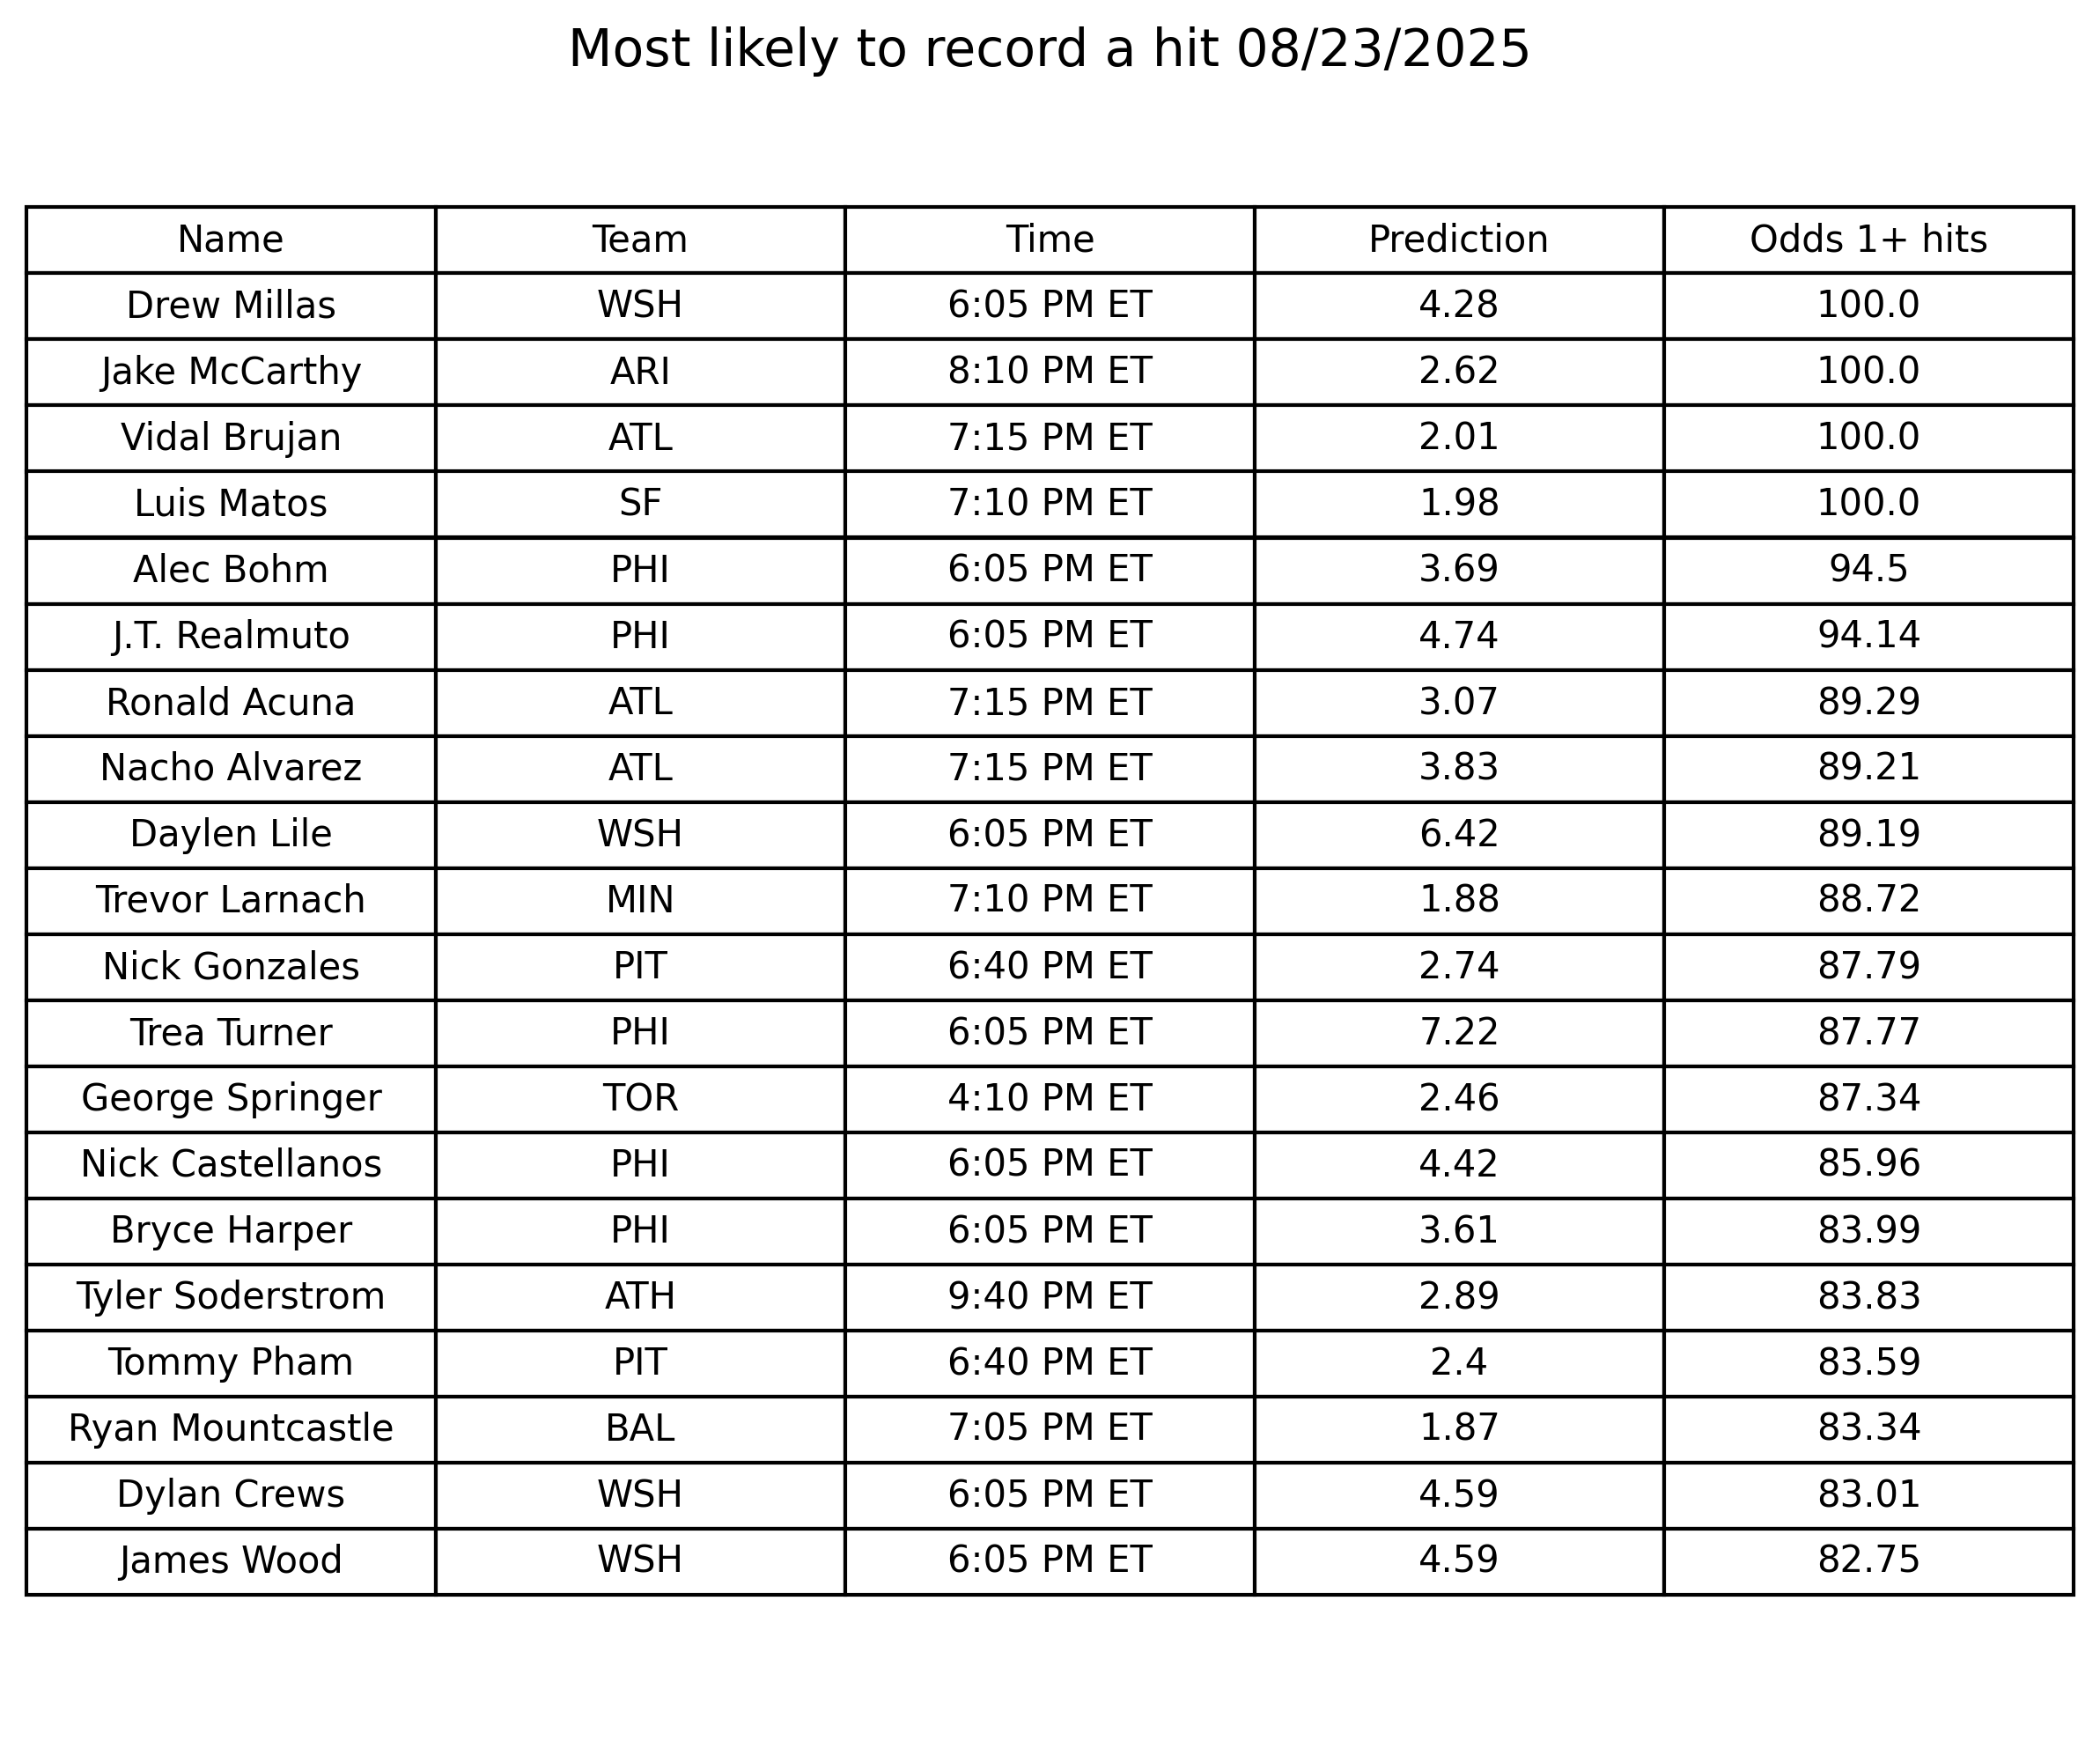 Most likely to record a hit 08/23/2025
Name Team Time Prediction Odds 1+ hits
Drew Millas WSH 6:05 PM ET 4.28 100.0
Jake McCarthy ARI 8:10 PM ET 2.62 100.0
Vidal Brujan ATL 7:15 PM ET 2.01 100.0
Luis Matos SF 7:10 PM ET 1.98 100.0
Alec Bohm PHI 6:05 PM ET 3.69 94.5
J.T. Realmuto PHI 6:05 PM ET 4.74 94.14
Ronald Acuna ATL 7:15 PM ET 3.07 89.29
Nacho Alvarez ATL 7:15 PM ET 3.83 89.21
Daylen Lile WSH 6:05 PM ET 6.42 89.19
Trevor Larnach MIN 7:10 PM ET 1.88 88.72
Nick Gonzales PIT 6:40 PM ET 2.74 87.79
Trea Turner PHI 6:05 PM ET 7.22 87.77
George Springer TOR 4:10 PM ET 2.46 87.34
Nick Castellanos PHI 6:05 PM ET 4.42 85.96
Bryce Harper PHI 6:05 PM ET 3.61 83.99
Tyler Soderstrom ATH 9:40 PM ET 2.89 83.83
Tommy Pham PIT 6:40 PM ET 2.4 83.59
Ryan Mountcastle BAL 7:05 PM ET 1.87 83.34
Dylan Crews WSH 6:05 PM ET 4.59 83.01
James Wood WSH 6:05 PM ET 4.59 82.75